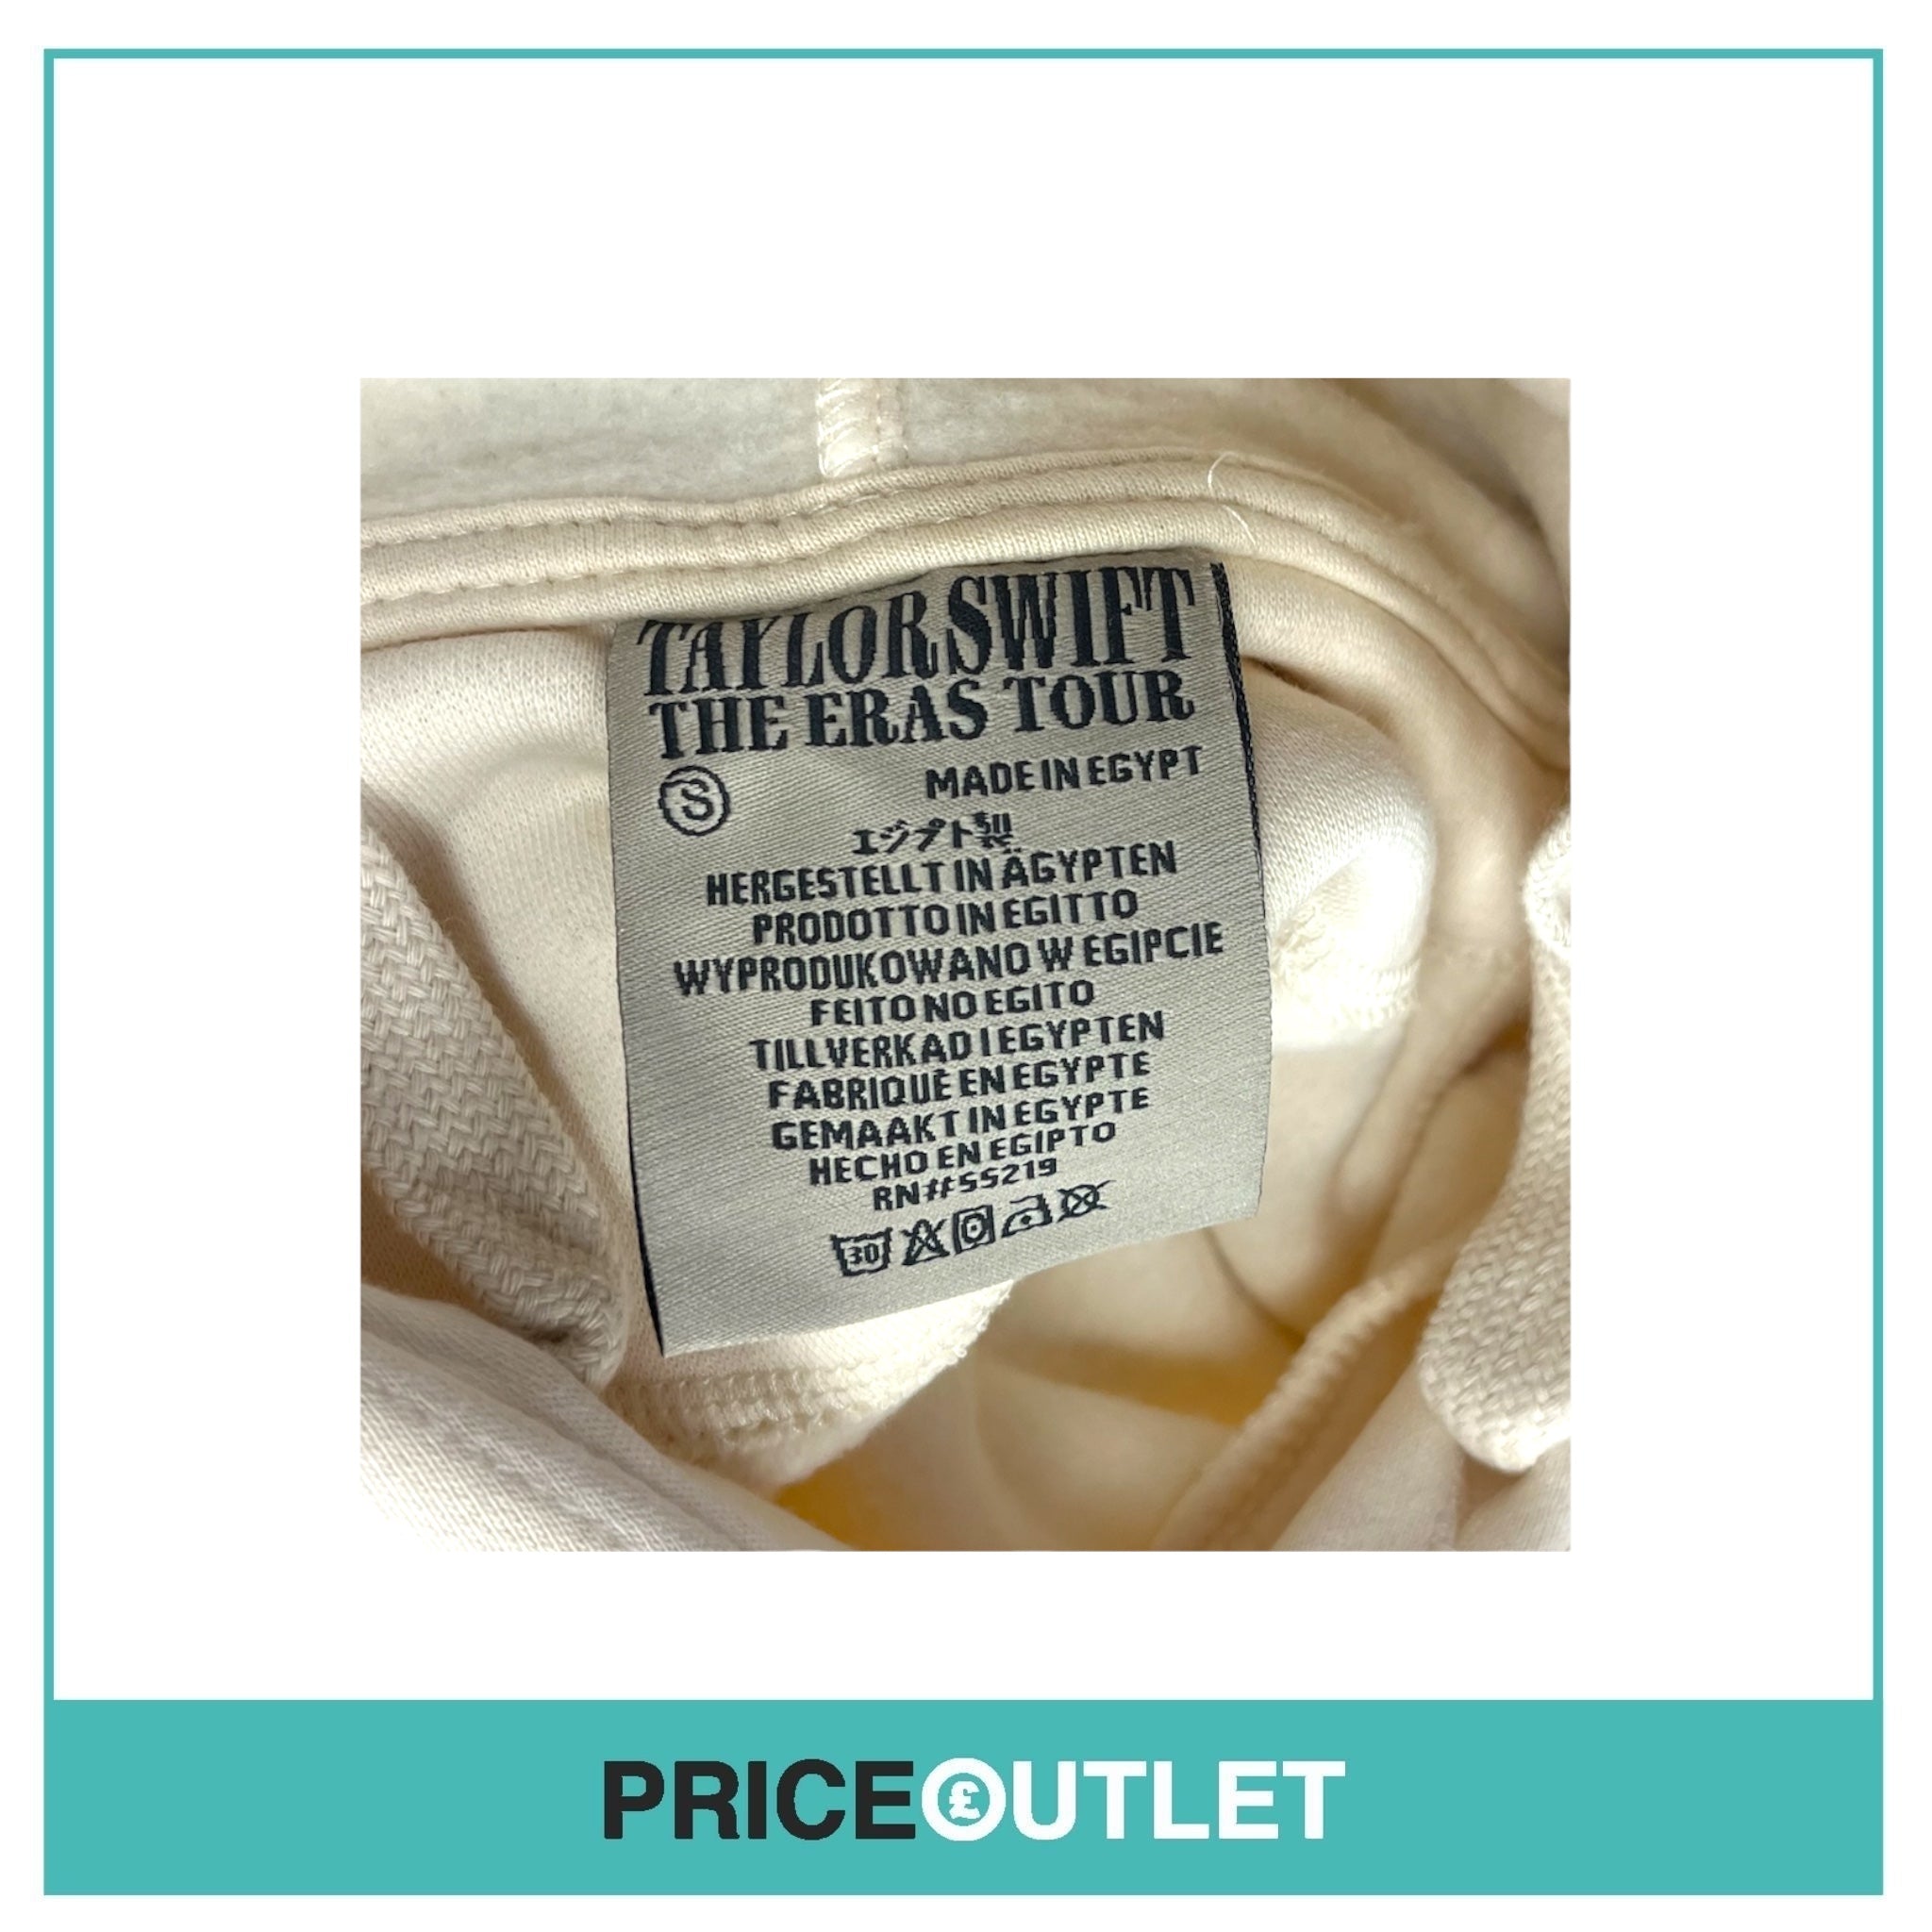 TAYLOR SWIFT
THE ERAS TOUR
S
MADE IN EGYPT
エジプト製
HERGESTELLT IN ÄGYPTEN
PRODOTTO IN EGITTO
WYPRODUKOWANO W EGIPCIE
FEITO NO EGITO
TILLVERKAD I EGYPTEN
FABRIQUÉ EN EGYPTE
GEMAAKT IN EGYPTE
HECHO EN EGIPTO
RN#55219
30
PRICE£OUTLET